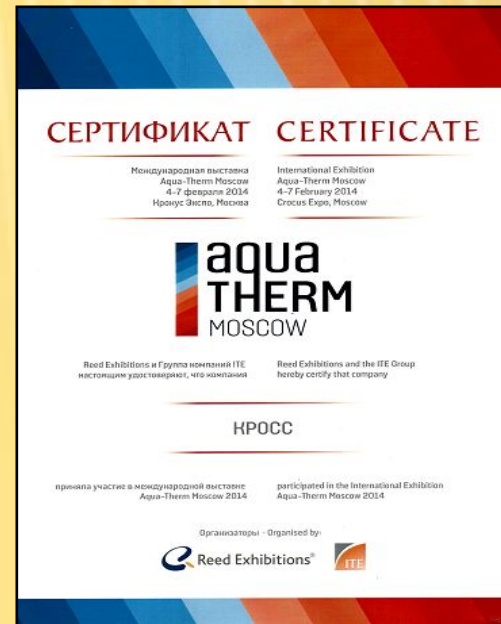 СЕРТИФИКАТ CERTIFICATE
Международная выставка
Aqua-Therm Moscow
4–7 февраля 2014
Крокус Экспо, Москва
International Exhibition
Aqua-Therm Moscow
4–7 February 2014
Crocus Expo, Moscow
aqua
THERM
MOSCOW
Reed Exhibitions и Группа компаний ITE
настоящим удостоверяют, что компания
Reed Exhibitions and the ITE Group
hereby certify that company
КРОСС
приняла участие в международной выставке
Aqua-Therm Moscow 2014
participated in the International Exhibition
Aqua-Therm Moscow 2014
Организаторы - Organised by:
Reed Exhibitions®
ITE